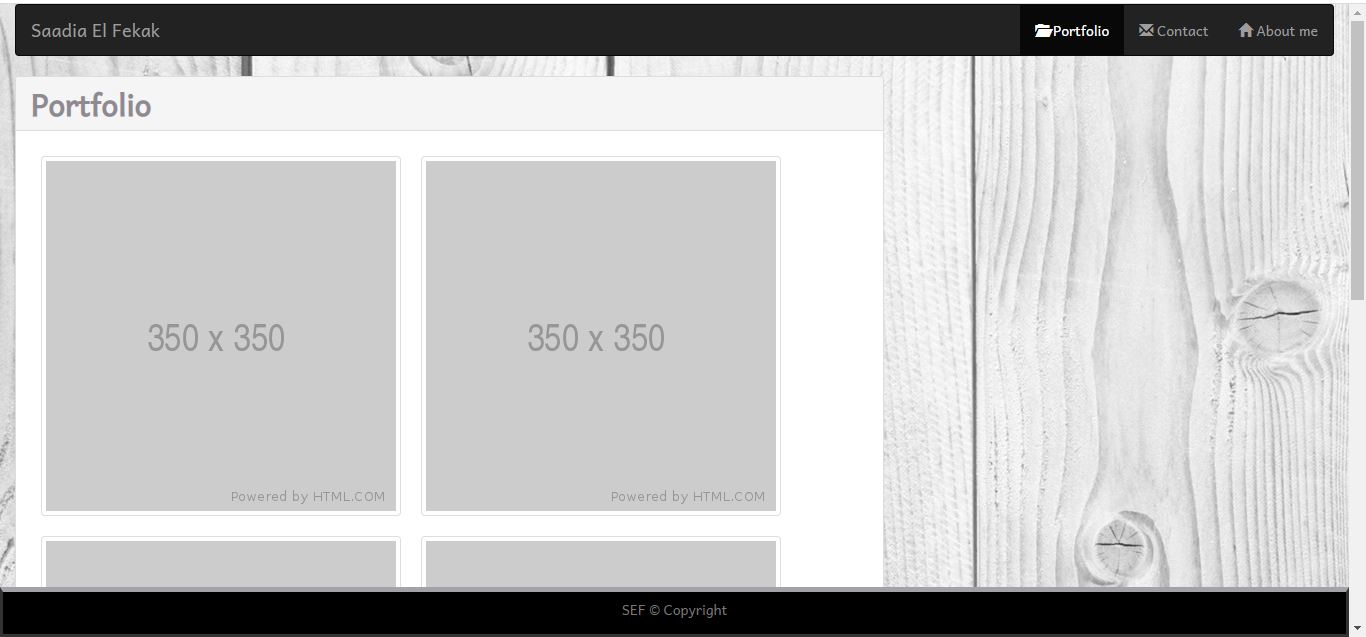 Saadia El Fekak
Portfolio
Contact
About me
Portfolio
350 x 350
Powered by HTML.COM
350 x 350
Powered by HTML.COM
SEF © Copyright